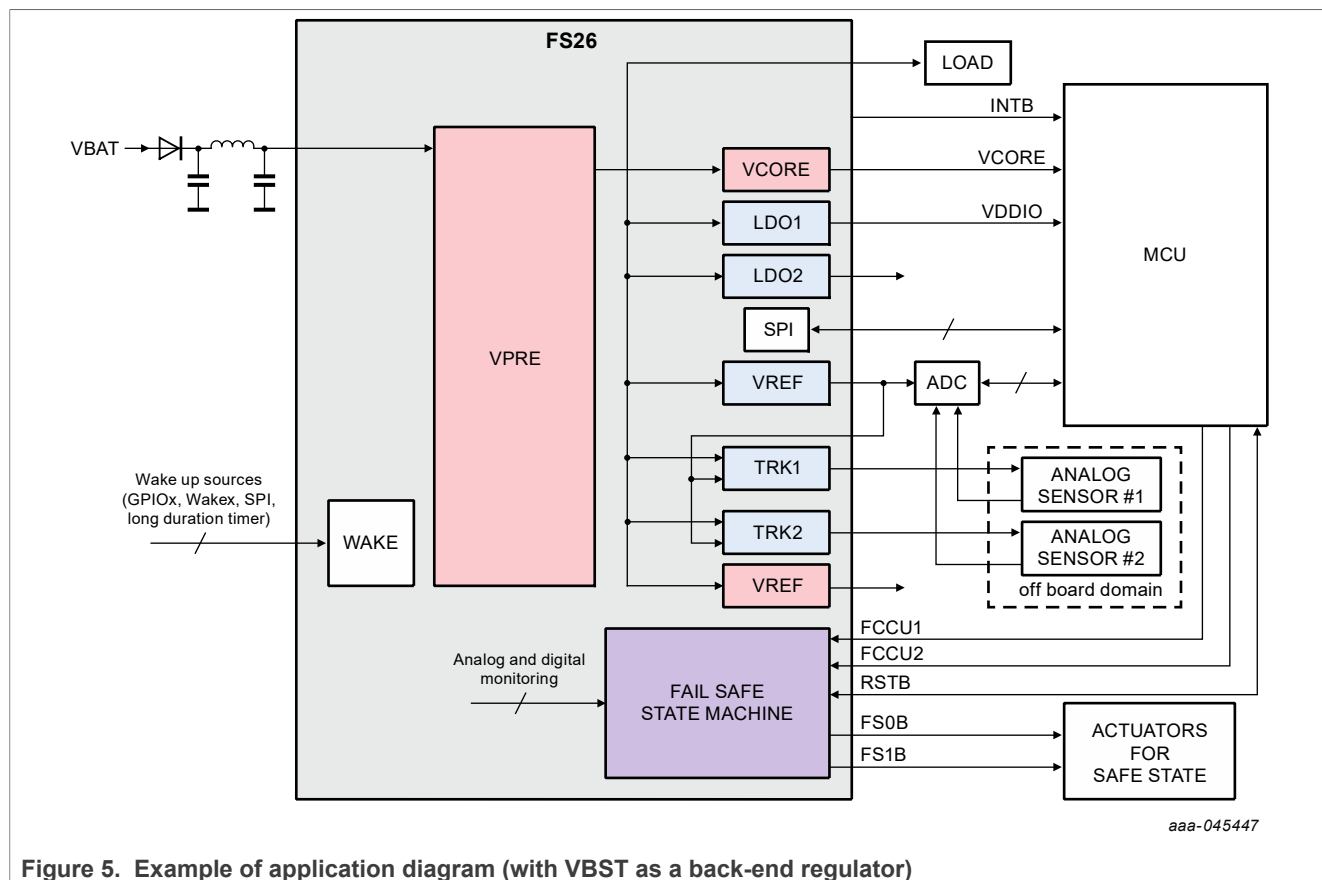 FS26
LOAD
INTB
VBAT
VCORE
VCORE
LDO1
VDDIO
MCU
LDO2
SPI
VPRE
VREF
ADC
Wake up sources
(GPIOx, Wakex, SPI,
long duration timer)
WAKE
TRK1
ANALOG
SENSOR #1
TRK2
ANALOG
SENSOR #2
VREF
off board domain
Analog and digital
monitoring
FAIL SAFE
STATE MACHINE
FCCU1
FCCU2
RSTB
FS0B
FS1B
ACTUATORS
FOR
SAFE STATE
aaa-045447
Figure 5. Example of application diagram (with VBST as a back-end regulator)